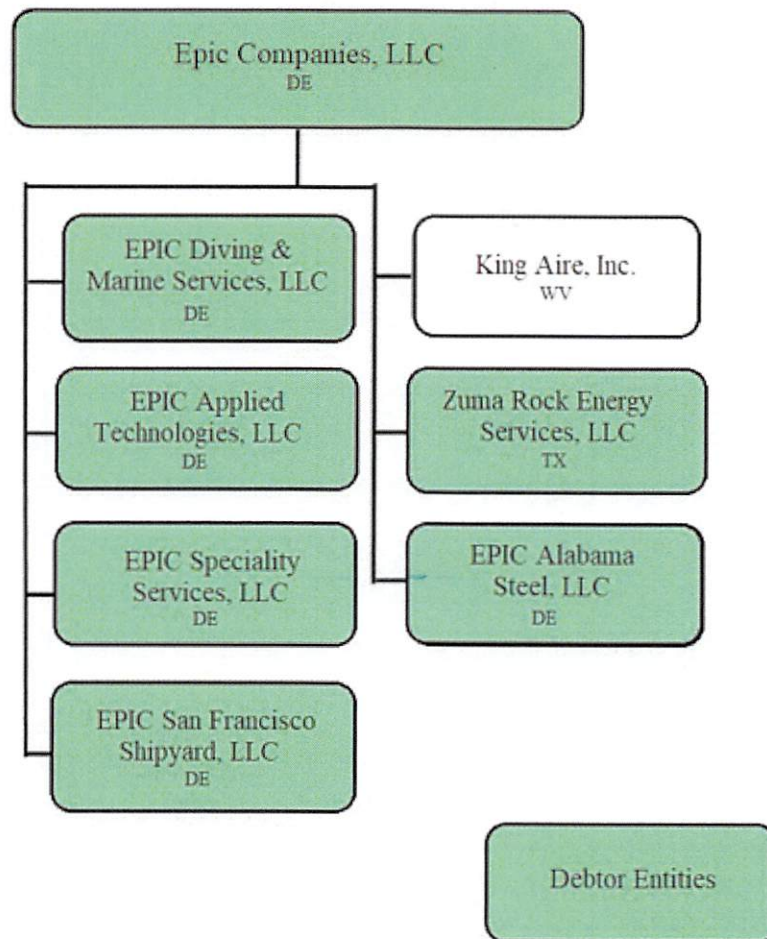 Epic Companies, LLC
DE
EPIC Diving &
Marine Services, LLC
DE
King Aire, Inc.
WV
EPIC Applied
Technologies, LLC
DE
Zuma Rock Energy
Services, LLC
TX
EPIC Speciality
Services, LLC
DE
EPIC Alabama
Steel, LLC
DE
EPIC San Francisco
Shipyard, LLC
DE
Debtor Entities